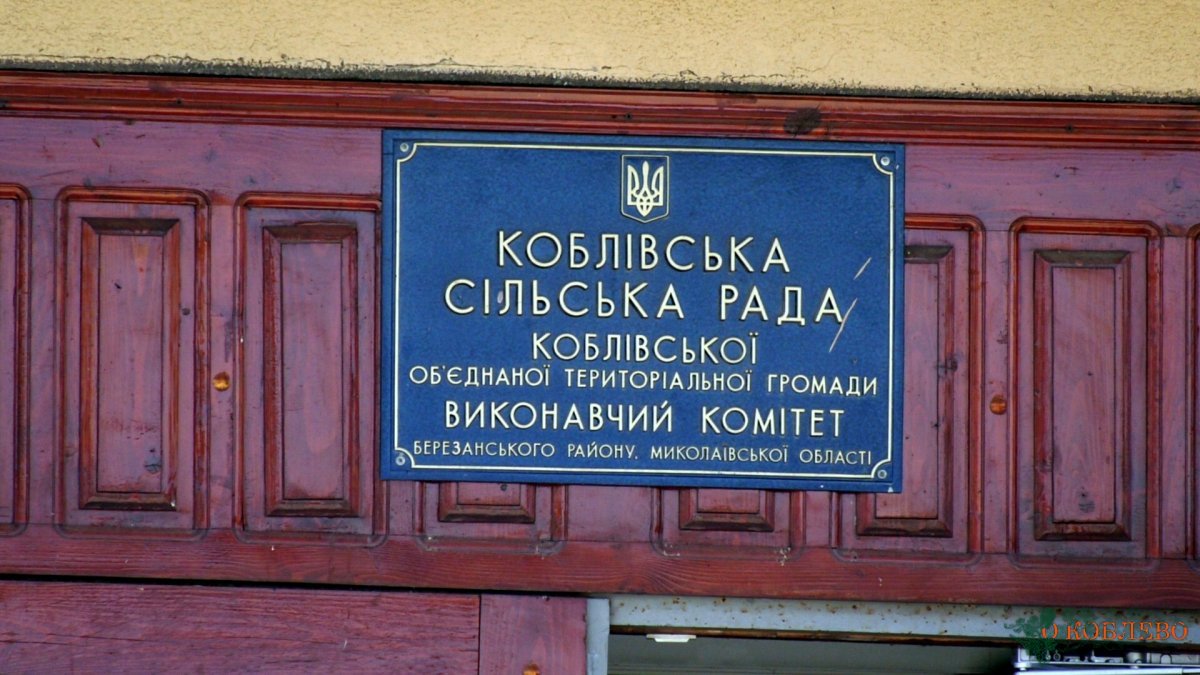 КОБЛІВСЬКА
СІЛЬСЬКА РАДА
КОБЛІВСЬКОЇ
ОБ'ЄДНАНОЇ ТЕРИТОРІАЛЬНОЇ ГРОМАДИ
ВИКОНАВЧИЙ КОМІТЕТ
БЕРЕЗАНСЬКОГО РАЙОНУ, МИКОЛАЇВСЬКОЇ ОБЛАСТІ
О КОБЛЕВО